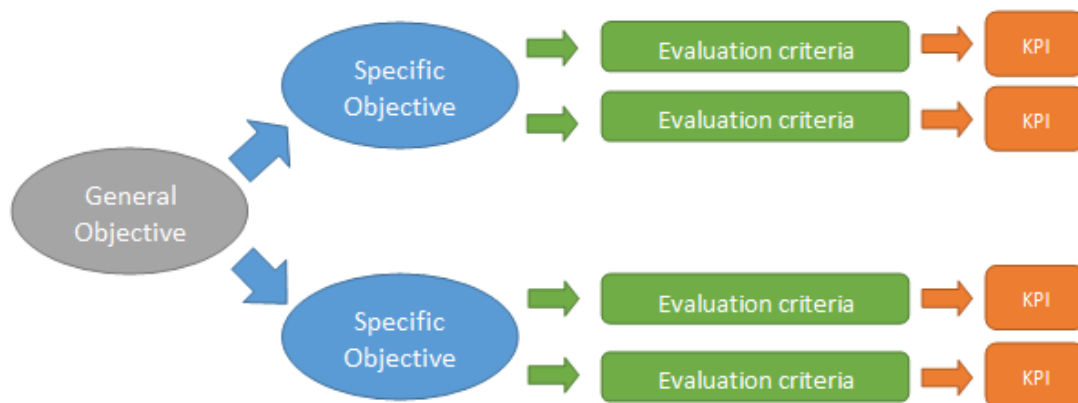 Specific
Objective
Evaluation criteria
KPI
Evaluation criteria
KPI
General
Objective
Specific
Objective
Evaluation criteria
KPI
Evaluation criteria
KPI